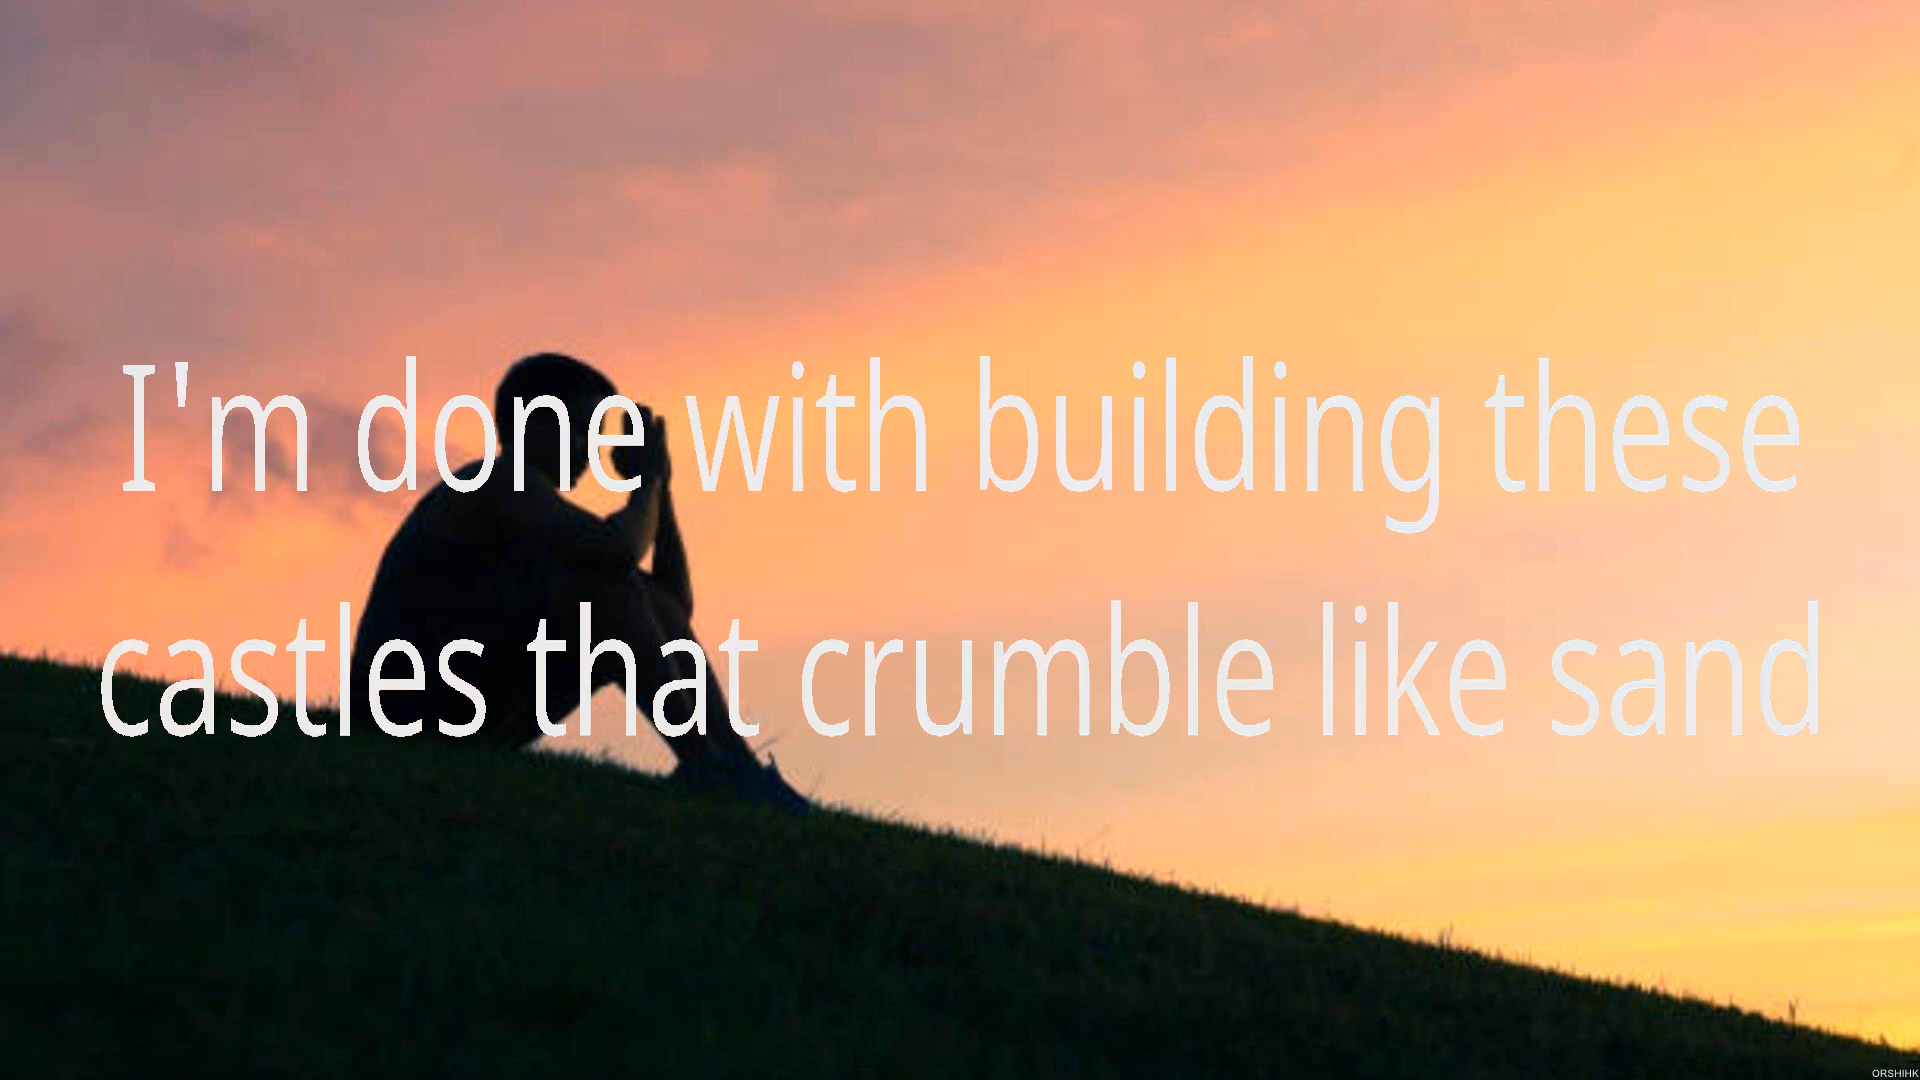 I'm done with building these
castles that crumble like sand
ORSHIHK